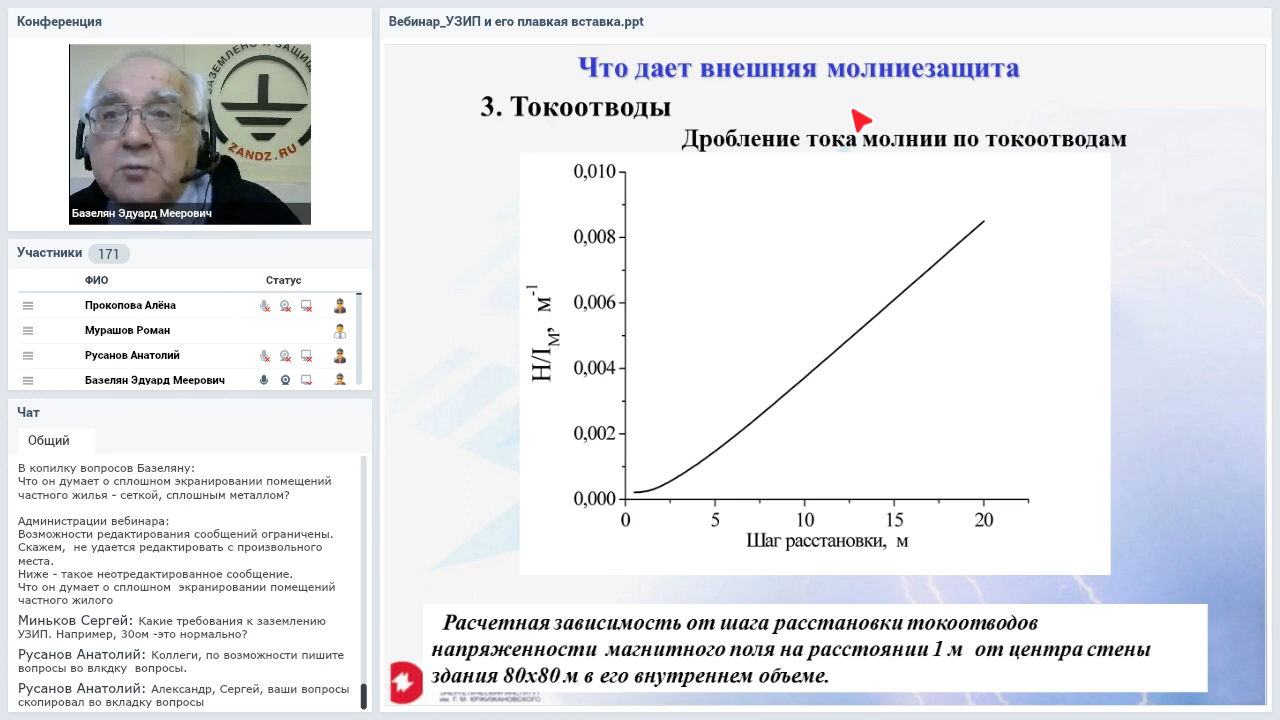 Конференция
ЗАЗЕМЛЕНО И ЗАЩИЩ
ZANDZ.RU
Базелян Эдуард Меерович
Участники 171
ФИО Статус
Прокопова Алёна
Мурашов Роман
Русанов Анатолий
Базелян Эдуард Меерович
Чат
Общий
В копилку вопросов Базеляну:
Что он думает о сплошном экранировании помещений
частного жилья - сеткой, сплошным металлом?
Администрации вебинара:
Возможности редактирования сообщений ограничены.
Скажем, не удается редактировать с произвольного
места.
Ниже - такое неотредактированное сообщение.
Что он думает о сплошном экранировании помещений
частного жилого
Миньков Сергей: Какие требования к заземлению
УЗИП. Например, 30ом -это нормально?
Русанов Анатолий: Коллеги, по возможности пишите
вопросы во влкдку вопросы.
Русанов Анатолий: Александр, Сергей, ваши вопросы
скопировал во вкладку вопросы
Вебинар_УЗИП и его плавкая вставка.ppt
Что дает внешняя молниезащита
3. Токоотводы
Дробление тока молнии по токоотводам
0,010
0,008
0,006
0,004
0,002
0,000
H/I_M, м⁻¹
0 5 10 15 20
Шаг расстановки, м
Расчетная зависимость от шага расстановки токоотводов
напряженности магнитного поля на расстоянии 1 м от центра стены
здания 80х80 м в его внутреннем объеме.
ЭНЕРГЕТИЧЕСКИЙ ИНСТИТУТ
им. Г. М. КРЖИЖАНОВСКОГО